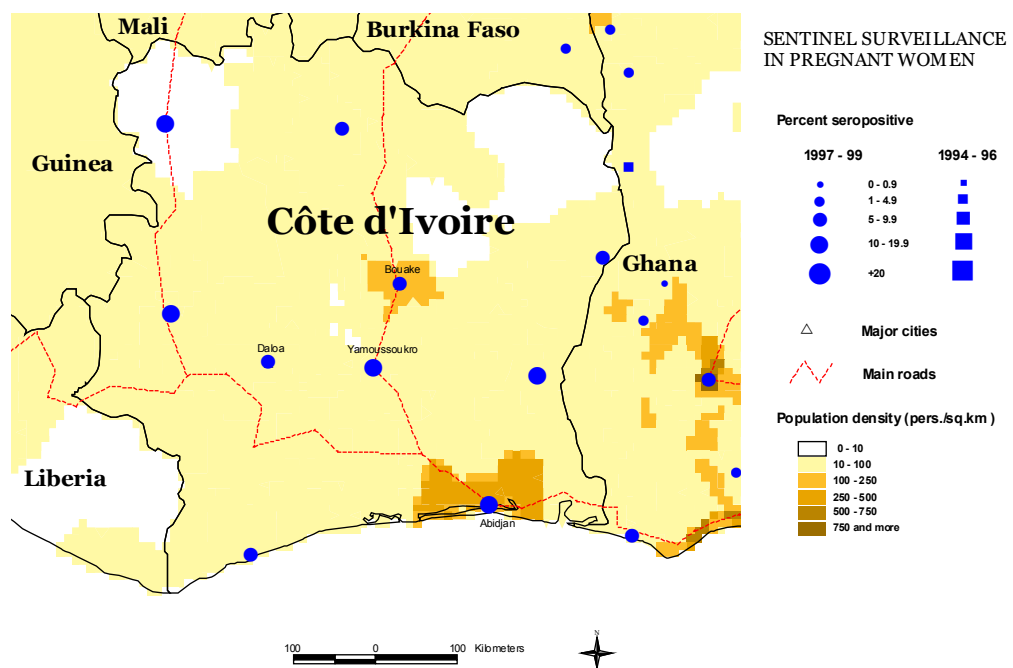 Mali
Burkina Faso
Guinea
Côte d'Ivoire
Ghana
Bouake
Daloa
Yamoussoukro
Liberia
Abidjan
SENTINEL SURVEILLANCE
IN PREGNANT WOMEN
Percent seropositive
1997 - 99 1994 - 96
0 - 0.9
1 - 4.9
5 - 9.9
10 - 19.9
+20
Major cities
Main roads
Population density (pers./sq.km )
0 - 10
10 - 100
100 - 250
250 - 500
500 - 750
750 and more
100 0 100 Kilometers
N